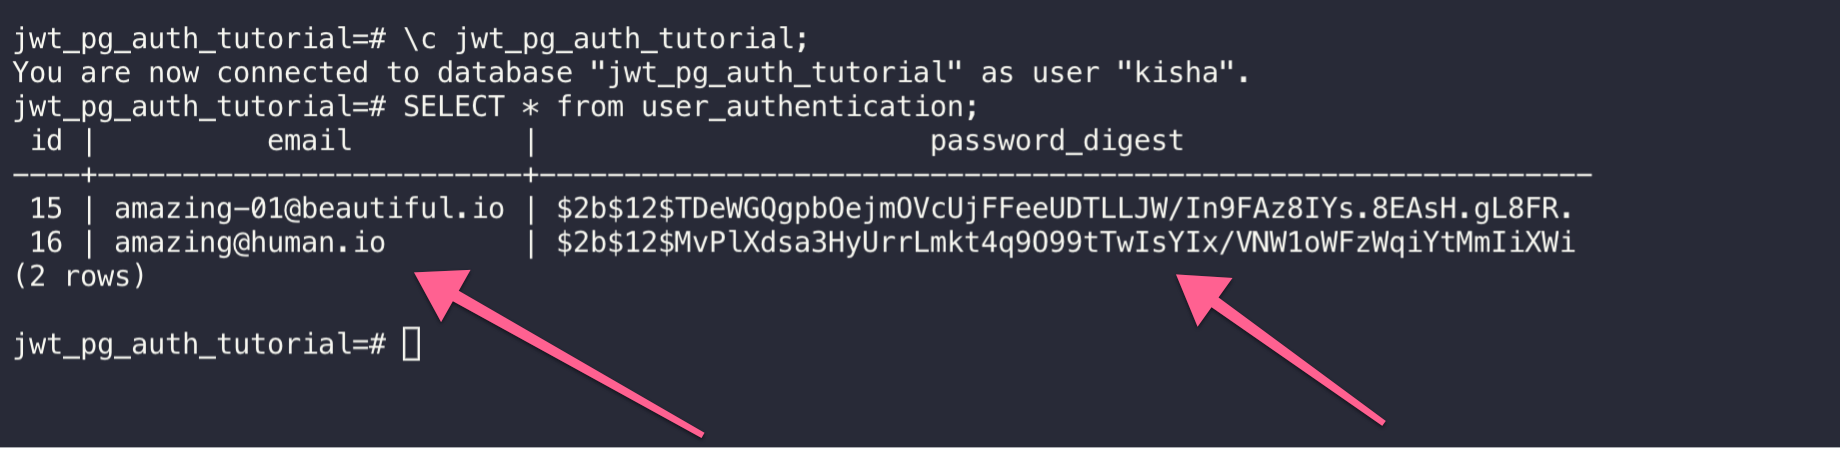 jwt_pg_auth_tutorial=# \c jwt_pg_auth_tutorial;
You are now connected to database "jwt_pg_auth_tutorial" as user "kisha".
jwt_pg_auth_tutorial=# SELECT * from user_authentication;
 id |          email          |                       password_digest
----+-------------------------+--------------------------------------------------------------
 15 | amazing-01@beautiful.io | $2b$12$TDeWGQgpbOejmOVcUjFFeeUDTLLJW/In9FAz8IYs.8EAsH.gL8FR.
 16 | amazing@human.io        | $2b$12$MvPlXdsa3HyUrrLmkt4q9O99tTwIsYIx/VNW1oWFzWqiYtMmIiXWi
(2 rows)
jwt_pg_auth_tutorial=#